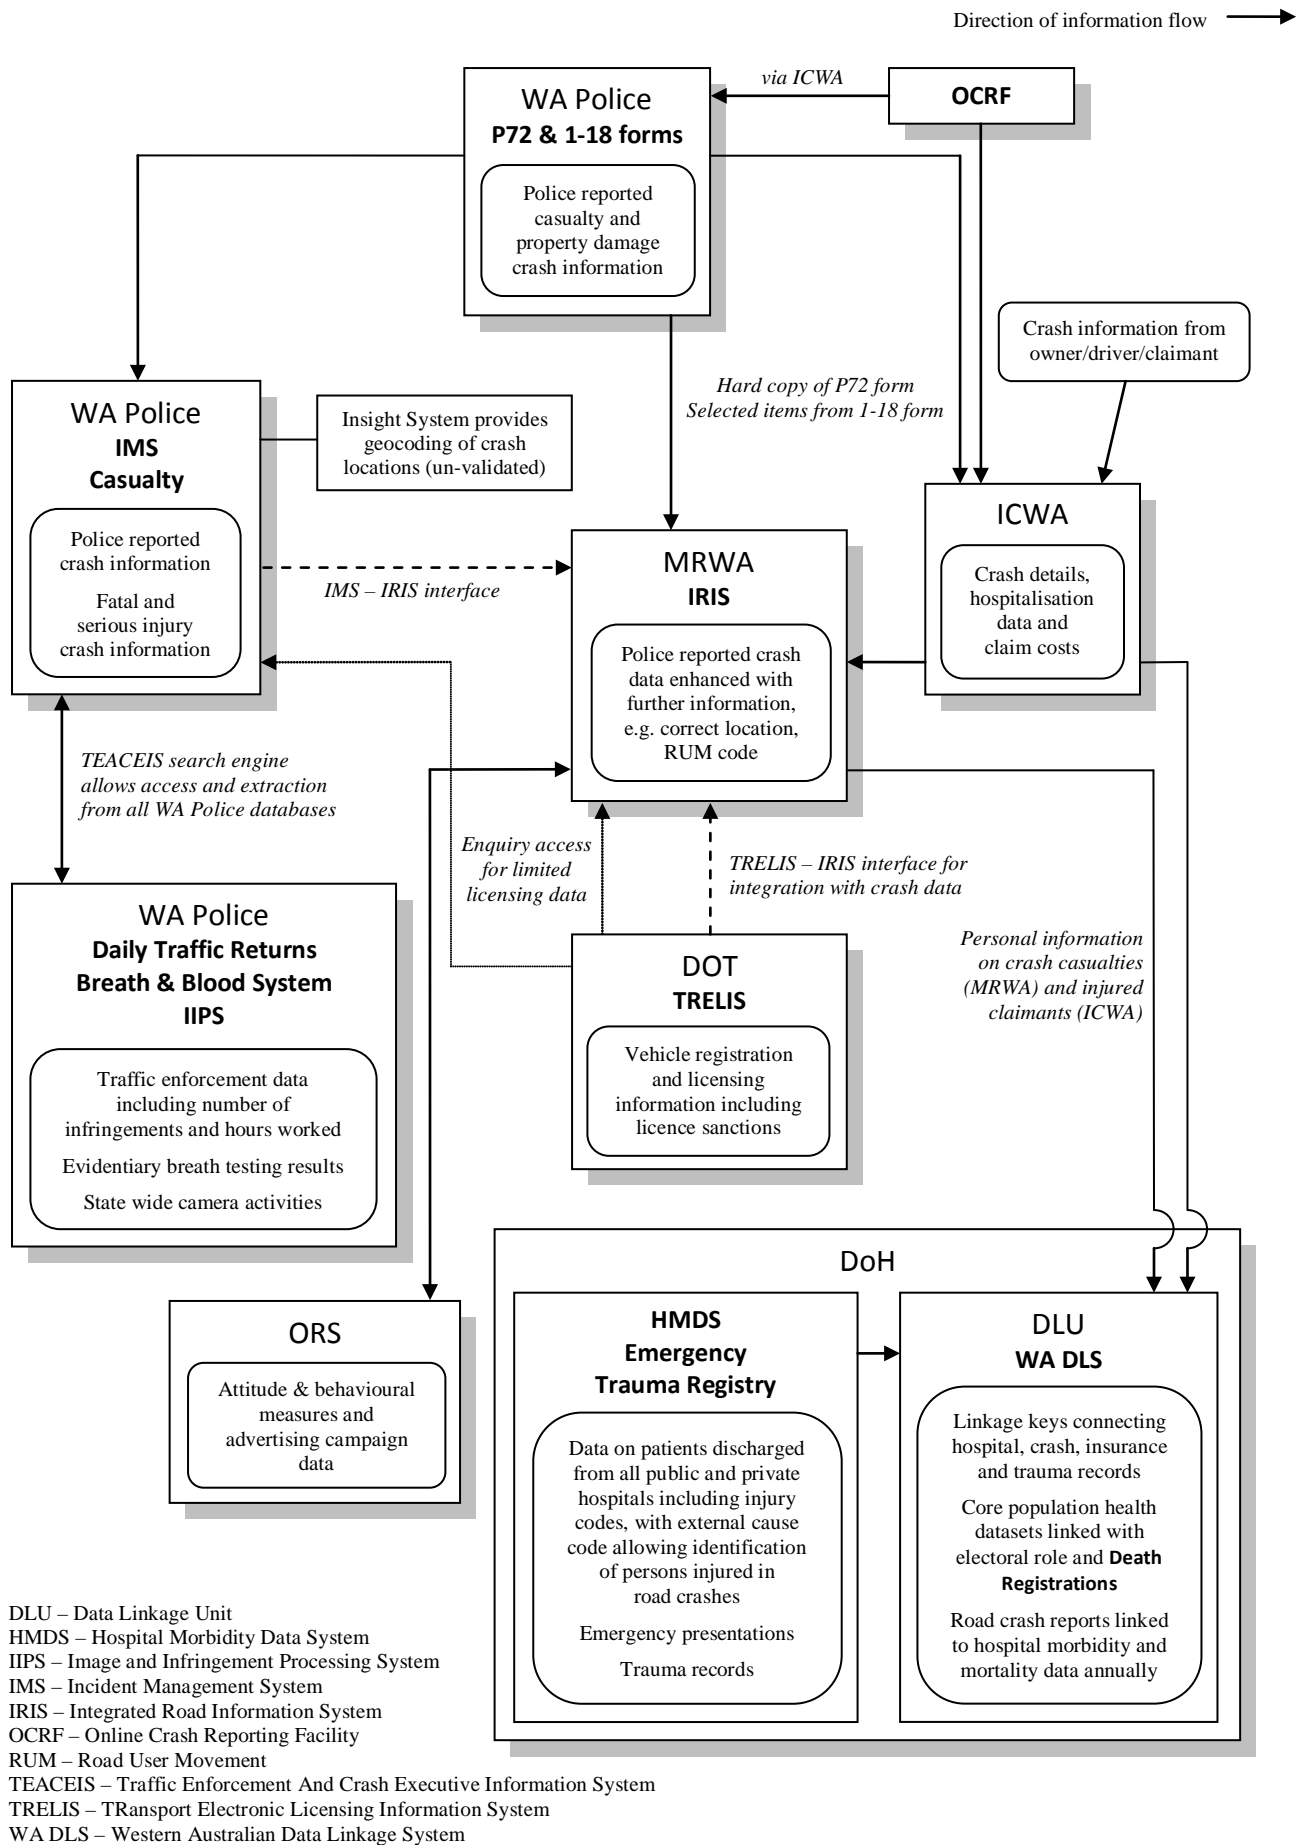 Direction of information flow
WA Police
P72 & 1-18 forms
Police reported
casualty and
property damage
crash information
via ICWA
OCRF
Crash information from
owner/driver/claimant
Hard copy of P72 form
Selected items from 1-18 form
WA Police
IMS
Casualty
Police reported
crash information
Fatal and
serious injury
crash information
Insight System provides
geocoding of crash
locations (un-validated)
IMS – IRIS interface
MRWA
IRIS
Police reported crash
data enhanced with
further information,
e.g. correct location,
RUM code
ICWA
Crash details,
hospitalisation
data and
claim costs
TEACEIS search engine
allows access and extraction
from all WA Police databases
Enquiry access
for limited
licensing data
TRELIS – IRIS interface for
integration with crash data
WA Police
Daily Traffic Returns
Breath & Blood System
IIPS
Traffic enforcement data
including number of
infringements and hours worked
Evidentiary breath testing results
State wide camera activities
DOT
TRELIS
Vehicle registration
and licensing
information including
licence sanctions
Personal information
on crash casualties
(MRWA) and injured
claimants (ICWA)
ORS
Attitude & behavioural
measures and
advertising campaign
data
DoH
HMDS
Emergency
Trauma Registry
Data on patients discharged
from all public and private
hospitals including injury
codes, with external cause
code allowing identification
of persons injured in
road crashes
Emergency presentations
Trauma records
DLU
WA DLS
Linkage keys connecting
hospital, crash, insurance
and trauma records
Core population health
datasets linked with
electoral role and Death
Registrations
Road crash reports linked
to hospital morbidity and
mortality data annually
DLU – Data Linkage Unit
HMDS – Hospital Morbidity Data System
IIPS – Image and Infringement Processing System
IMS – Incident Management System
IRIS – Integrated Road Information System
OCRF – Online Crash Reporting Facility
RUM – Road User Movement
TEACEIS – Traffic Enforcement And Crash Executive Information System
TRELIS – TRansport Electronic Licensing Information System
WA DLS – Western Australian Data Linkage System